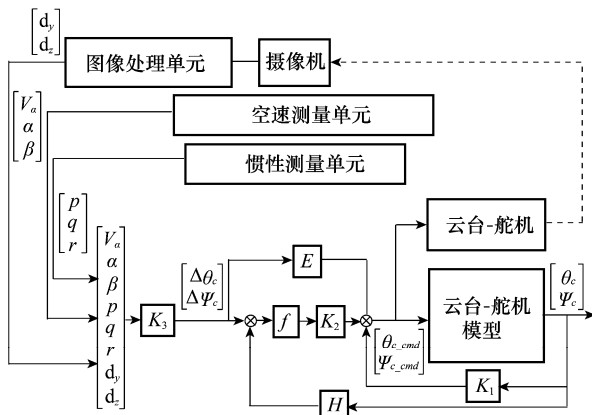 d_y
d_z
图像处理单元
摄像机
空速测量单元
V_α
α
β
惯性测量单元
p
q
r
云台-舵机
V_α
α
β
p
q
r
d_y
d_z
K_3
Δθ_c
ΔΨ_c
E
f
K_2
云台-舵机
模型
θ_c
Ψ_c
θ_c_cmd
Ψ_c_cmd
K_1
H